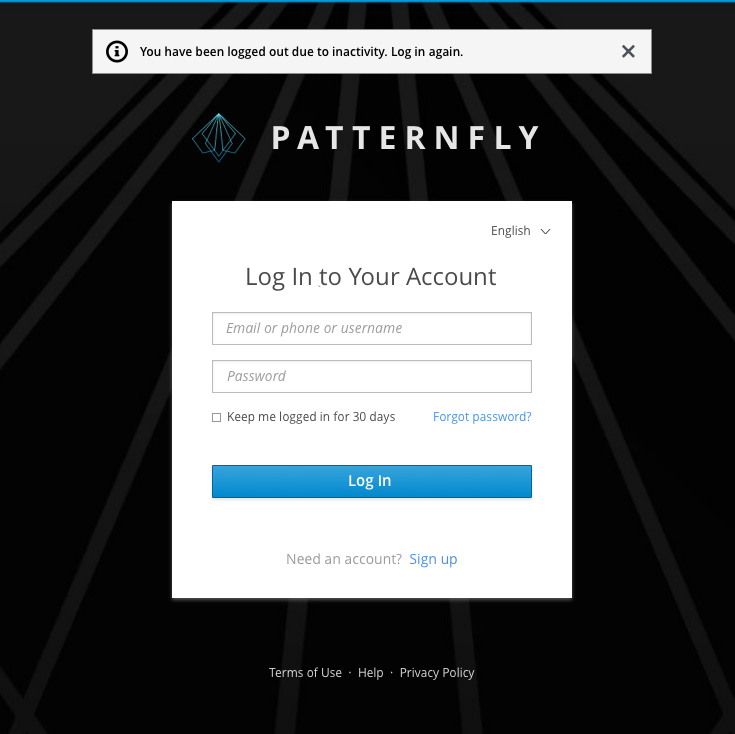 You have been logged out due to inactivity. Log in again.
PATTERNFLY
English
Log In to Your Account
Email or phone or username
Password
Keep me logged in for 30 days Forgot password?
Log In
Need an account? Sign up
Terms of Use · Help · Privacy Policy